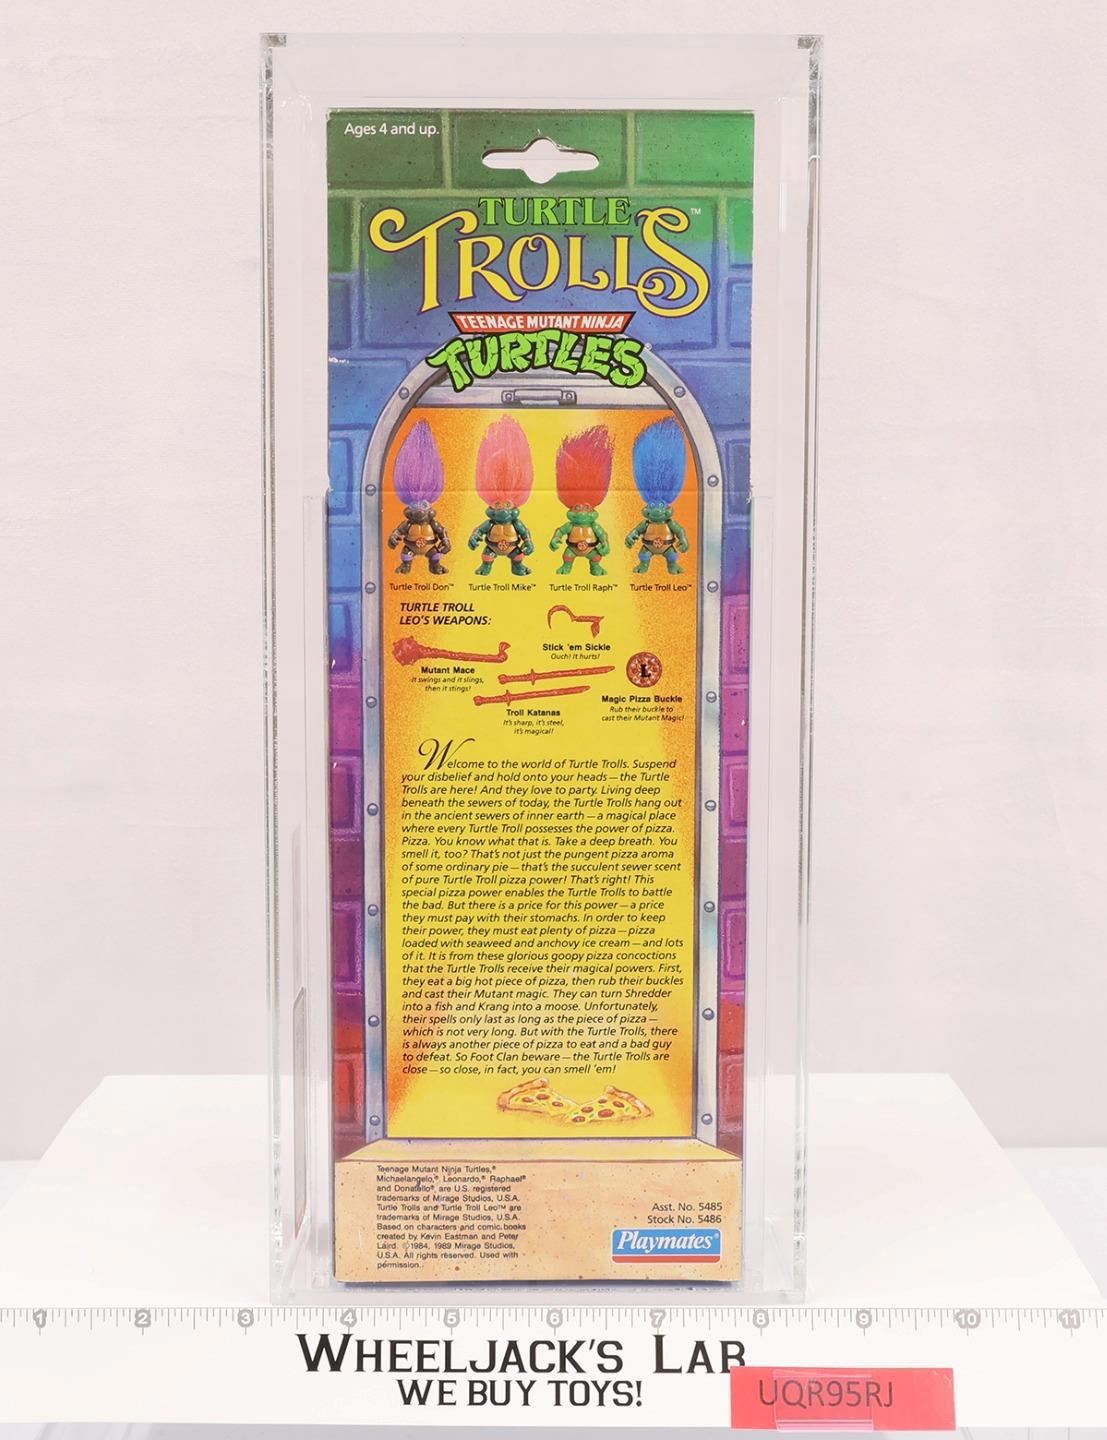 Ages 4 and up.
TURTLE
TROLLS™
TEENAGE MUTANT NINJA
TURTLES
Turtle Troll Don™ Turtle Troll Mike™ Turtle Troll Raph™ Turtle Troll Leo™
TURTLE TROLL
LEO'S WEAPONS:
Stick 'em Sickle
Ouch! It hurts!
Mutant Mace
It swings and it slings,
then it stings!
L
Magic Pizza Buckle
Rub their buckle to
cast their Mutant Magic!
Troll Katanas
It's sharp, it's steel,
it's magical!
Welcome to the world of Turtle Trolls. Suspend
your disbelief and hold onto your heads — the Turtle
Trolls are here! And they love to party. Living deep
beneath the sewers of today, the Turtle Trolls hang out
in the ancient sewers of inner earth — a magical place
where every Turtle Troll possesses the power of pizza.
Pizza. You know what that is. Take a deep breath. You
smell it, too? That's not just the pungent pizza aroma
of some ordinary pie — that's the succulent sewer scent
of pure Turtle Troll pizza power! That's right! This
special pizza power enables the Turtle Trolls to battle
the bad. But there is a price for this power — a price
they must pay with their stomachs. In order to keep
their power, they must eat plenty of pizza — pizza
loaded with seaweed and anchovy ice cream — and lots
of it. It is from these glorious goopy pizza concoctions
that the Turtle Trolls receive their magical powers. First,
they eat a big hot piece of pizza, then rub their buckles
and cast their Mutant magic. They can turn Shredder
into a fish and Krang into a moose. Unfortunately,
their spells only last as long as the piece of pizza —
which is not very long. But with the Turtle Trolls, there
is always another piece of pizza to eat and a bad guy
to defeat. So Foot Clan beware — the Turtle Trolls are
close — so close, in fact, you can smell 'em!
Teenage Mutant Ninja Turtles,®
Michaelangelo,® Leonardo,® Raphael®
and Donatello® are U.S. registered
trademarks of Mirage Studios, U.S.A.
Turtle Trolls and Turtle Troll Leo™ are
trademarks of Mirage Studios, U.S.A.
Based on characters and comic books
created by Kevin Eastman and Peter
Laird. ©1984, 1989 Mirage Studios,
U.S.A. All rights reserved. Used with
permission.
Asst. No. 5485
Stock No. 5486
Playmates®
1 2 3 4 5 6 7 8 9 10 11
WHEELJACK'S LAB
WE BUY TOYS!
UQR95RJ